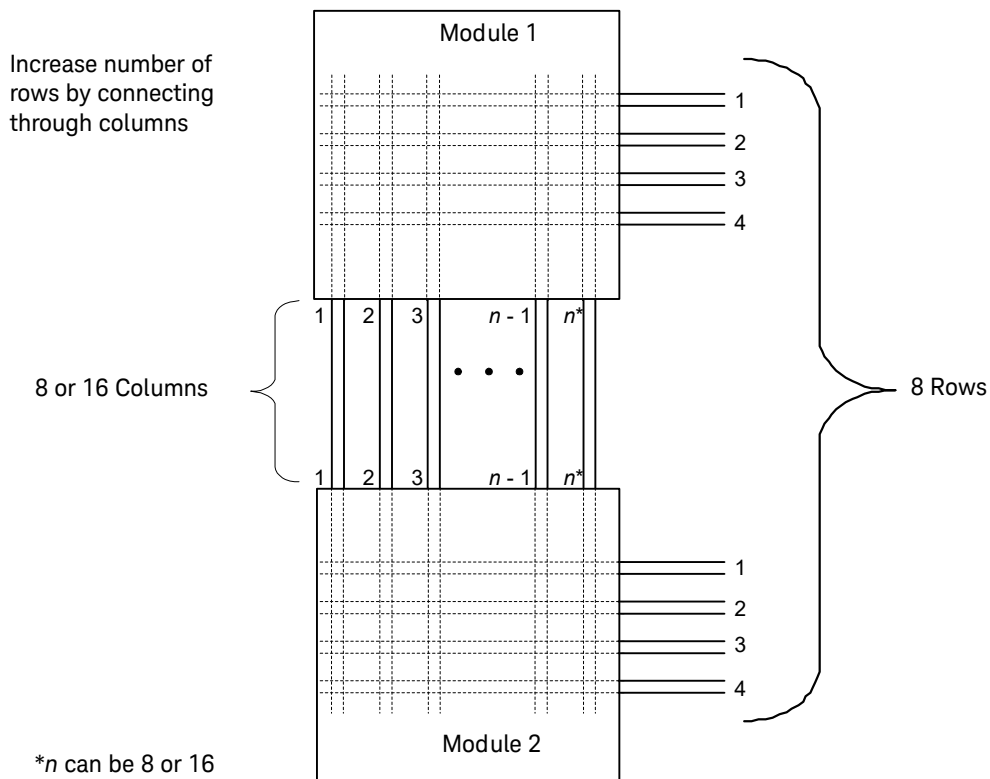 Module 1
Increase number of
rows by connecting
through columns
1
2
3
4
1 2 3 n - 1 n*
8 or 16 Columns
8 Rows
1 2 3 n - 1 n*
1
2
3
4
Module 2
*n can be 8 or 16